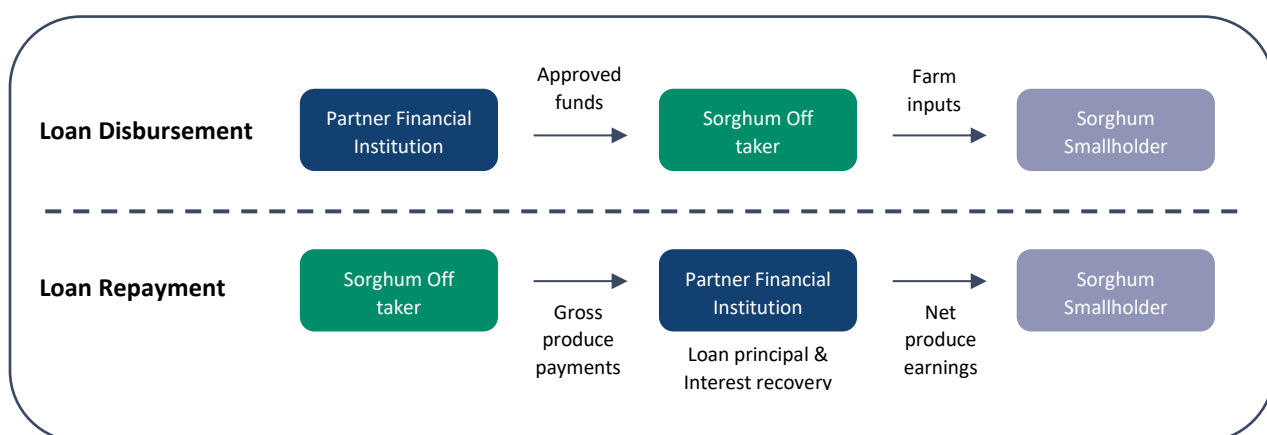 Approved
funds
Farm
inputs
Loan Disbursement
Partner Financial
Institution
Sorghum Off
taker
Sorghum
Smallholder
Loan Repayment
Sorghum Off
taker
Gross
produce
payments
Partner Financial
Institution
Loan principal &
Interest recovery
Net
produce
earnings
Sorghum
Smallholder